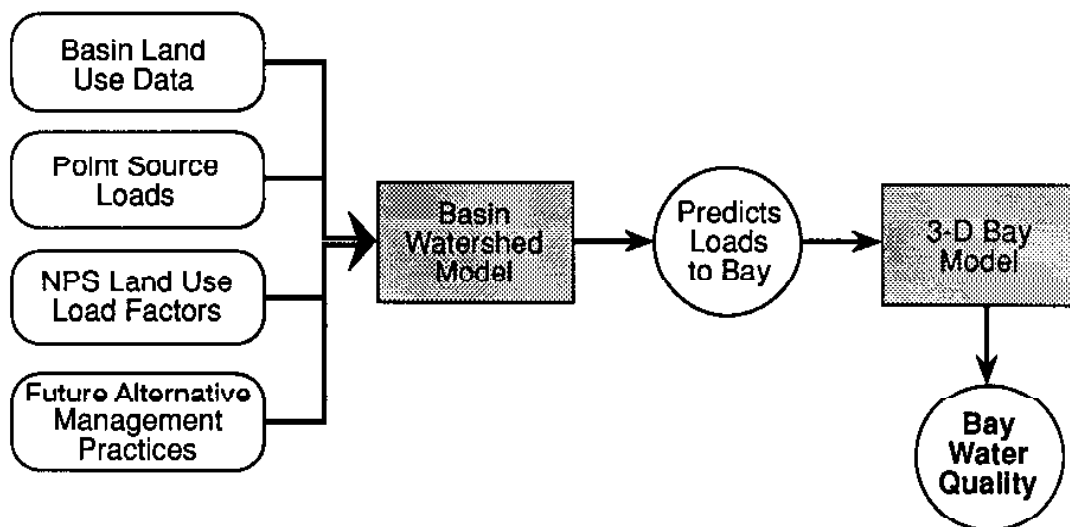 Basin Land
Use Data
Point Source
Loads
NPS Land Use
Load Factors
Future Alternative
Management
Practices
Basin
Watershed
Model
Predicts
Loads
to Bay
3-D Bay
Model
Bay
Water
Quality